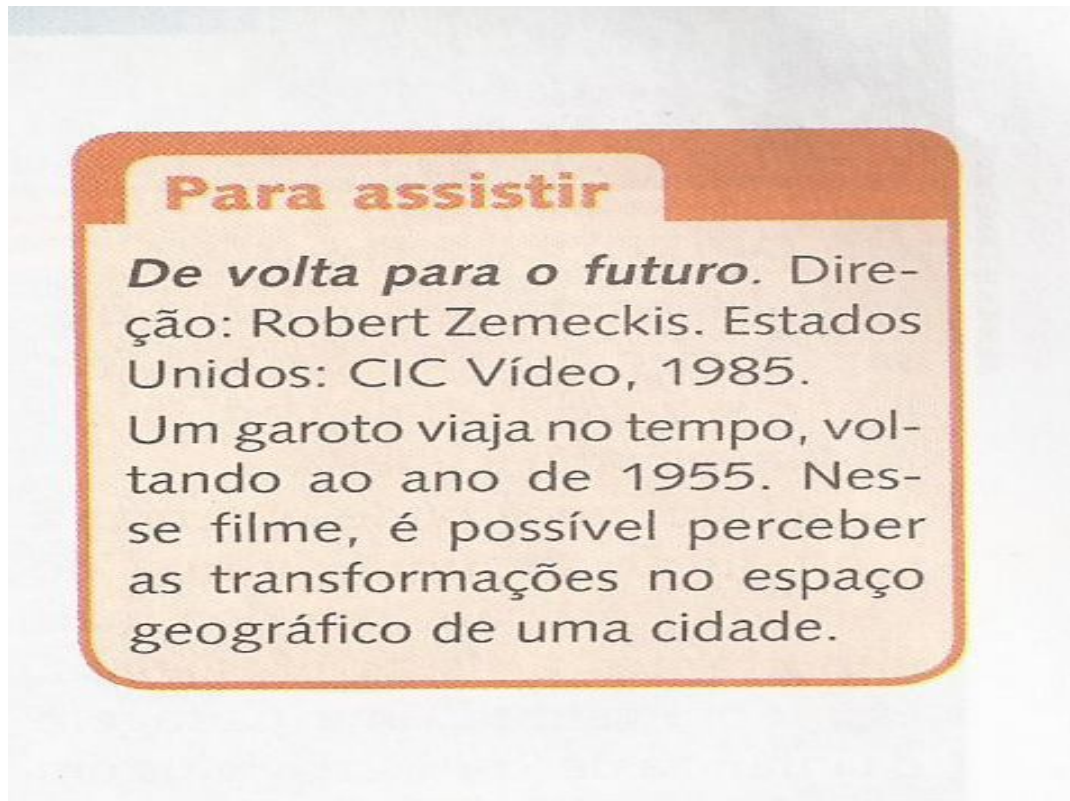 Para assistir
De volta para o futuro. Dire-
ção: Robert Zemeckis. Estados
Unidos: CIC Vídeo, 1985.
Um garoto viaja no tempo, vol-
tando ao ano de 1955. Nes-
se filme, é possível perceber
as transformações no espaço
geográfico de uma cidade.